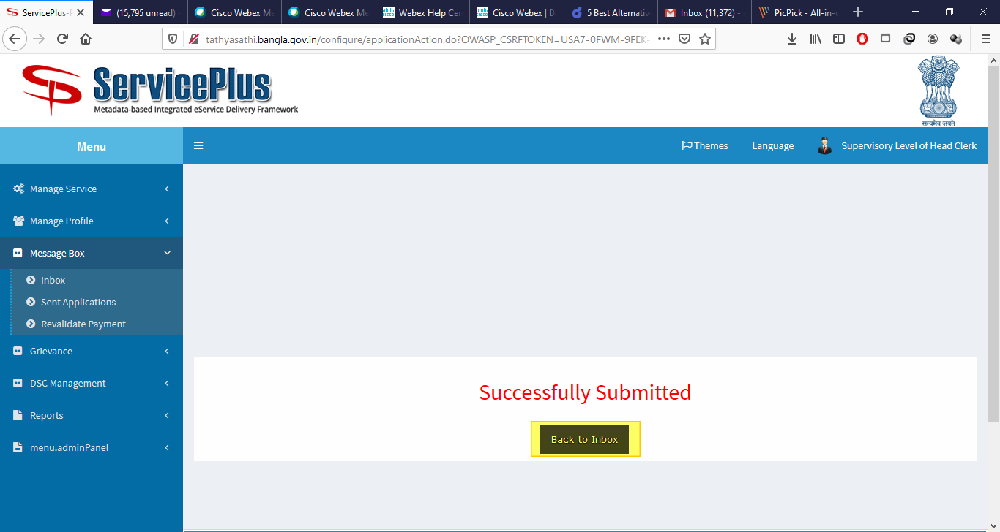 ServicePlus-
(15,795 unread) -
Cisco Webex Me
Cisco Webex Me
Webex Help Cen
Cisco Webex | D
5 Best Alternativ
Inbox (11,372) -
PicPick - All-in-
tathyasathi.bangla.gov.in/configure/applicationAction.do?OWASP_CSRFTOKEN=USA7-0FWM-9FEK-
ServicePlus
Metadata-based Integrated eService Delivery Framework
सत्यमेव जयते
Menu
Themes
Language
Supervisory Level of Head Clerk
Manage Service
Manage Profile
Message Box
Inbox
Sent Applications
Revalidate Payment
Grievance
DSC Management
Reports
menu.adminPanel
Successfully Submitted
Back to Inbox